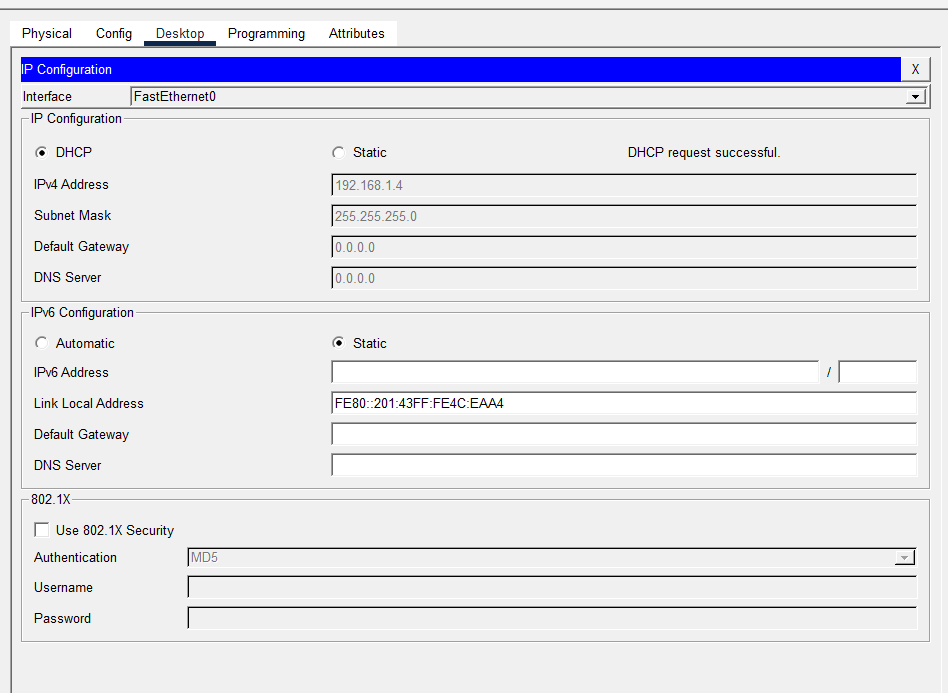 Physical Config Desktop Programming Attributes
IP Configuration X
Interface FastEthernet0
IP Configuration
DHCP Static DHCP request successful.
IPv4 Address 192.168.1.4
Subnet Mask 255.255.255.0
Default Gateway 0.0.0.0
DNS Server 0.0.0.0
IPv6 Configuration
Automatic Static
IPv6 Address /
Link Local Address FE80::201:43FF:FE4C:EAA4
Default Gateway
DNS Server
802.1X
Use 802.1X Security
Authentication MD5
Username
Password